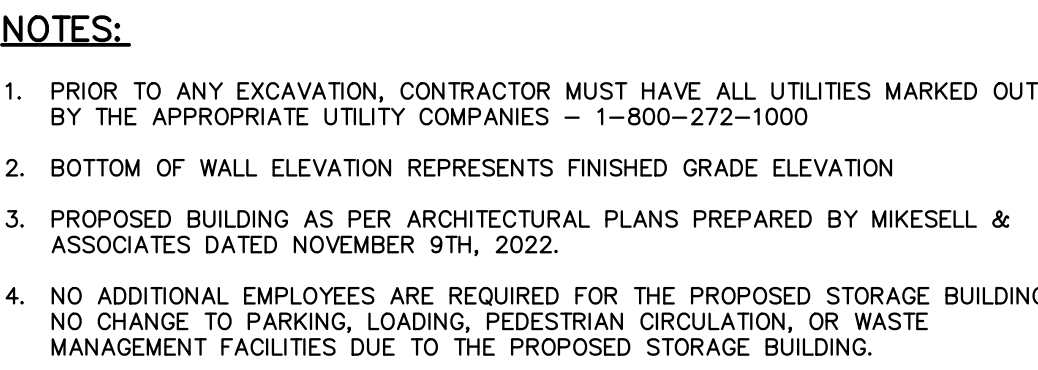 NOTES:
1. PRIOR TO ANY EXCAVATION, CONTRACTOR MUST HAVE ALL UTILITIES MARKED OUT
BY THE APPROPRIATE UTILITY COMPANIES – 1–800–272–1000
2. BOTTOM OF WALL ELEVATION REPRESENTS FINISHED GRADE ELEVATION
3. PROPOSED BUILDING AS PER ARCHITECTURAL PLANS PREPARED BY MIKESELL &
ASSOCIATES DATED NOVEMBER 9TH, 2022.
4. NO ADDITIONAL EMPLOYEES ARE REQUIRED FOR THE PROPOSED STORAGE BUILDING
NO CHANGE TO PARKING, LOADING, PEDESTRIAN CIRCULATION, OR WASTE
MANAGEMENT FACILITIES DUE TO THE PROPOSED STORAGE BUILDING.